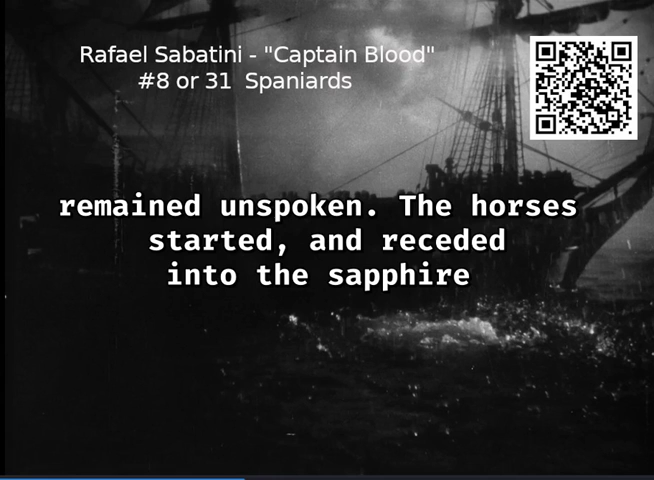 Rafael Sabatini - "Captain Blood"
#8 or 31  Spaniards
remained unspoken. The horses
started, and receded
into the sapphire